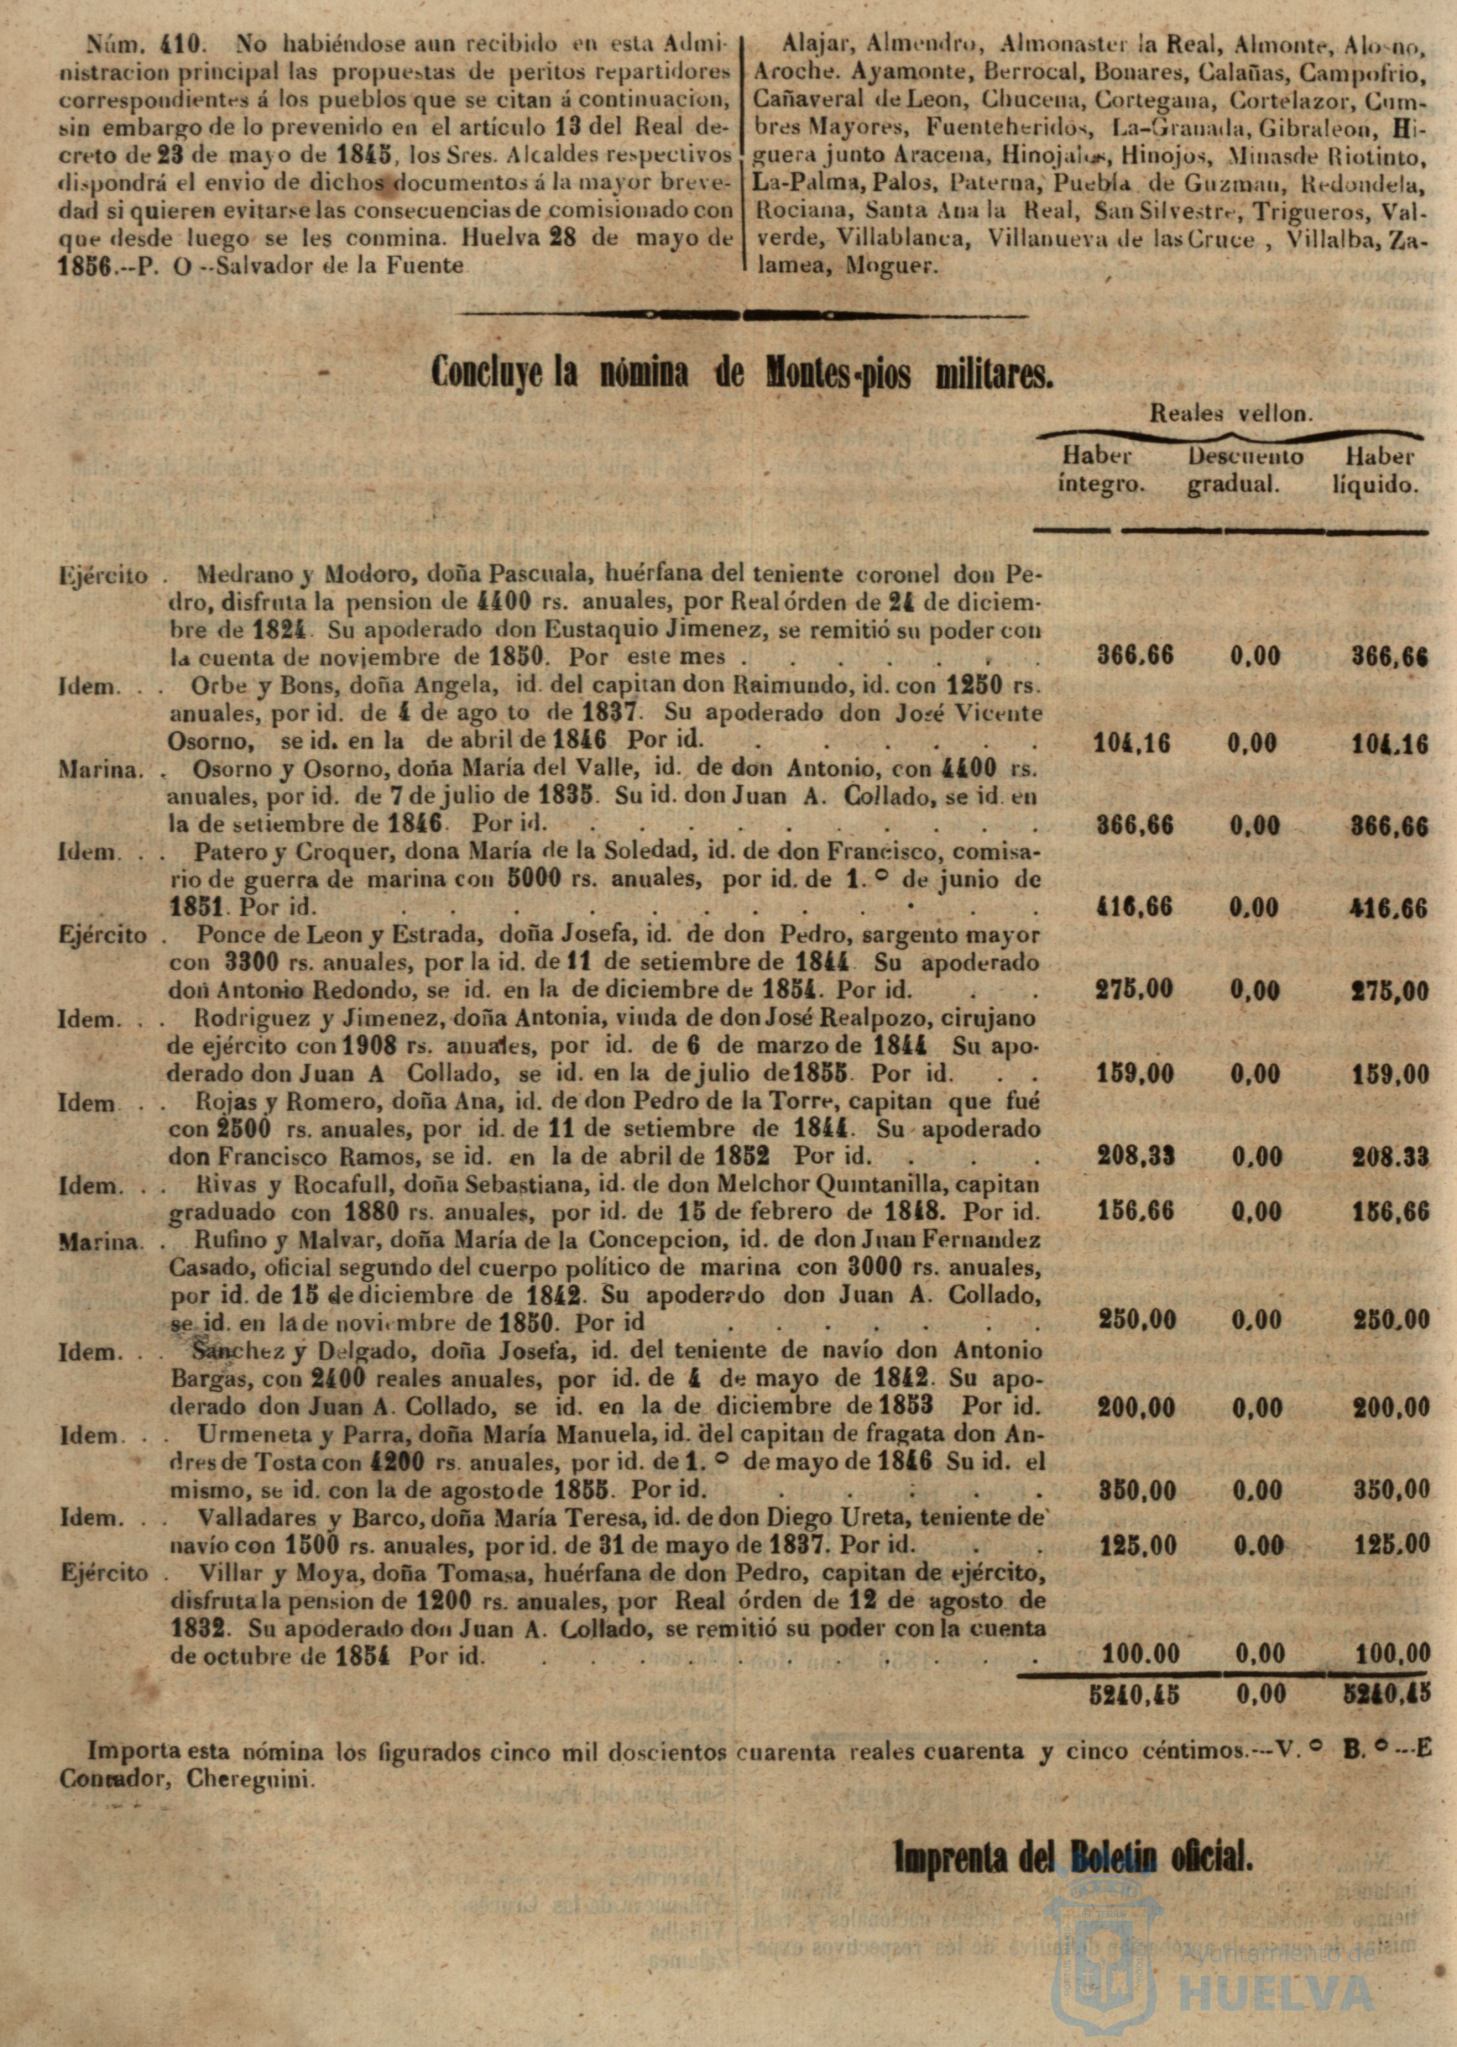 Núm. 410. No habiéndose aun recibido en esta Admi-
nistracion principal las propuestas de peritos repartidores
correspondientes á los pueblos que se citan á continuacion,
sin embargo de lo prevenido en el artículo 13 del Real de-
creto de 23 de mayo de 1845, los Sres. Alcaldes respectivos
dispondrá el envio de dichos documentos á la mayor breve-
dad si quieren evitarse las consecuencias de comisionado con
que desde luego se les conmina. Huelva 28 de mayo de
1856.--P. O--Salvador de la Fuente
Alajar, Almendro, Almonaster la Real, Almonte, Alosno,
Aroche. Ayamonte, Berrocal, Bonares, Calañas, Campofrio,
Cañaveral de Leon, Chucena, Cortegana, Cortelazor, Cum-
bres Mayores, Fuenteheridos, La-Granada, Gibraleon, Hi-
guera junto Aracena, Hinojales, Hinojos, Minasde Riotinto,
La-Palma, Palos, Paterna, Puebla de Guzman, Redondela,
Rociana, Santa Ana la Real, San Silvestre, Trigueros, Val-
verde, Villablanca, Villanueva de las Cruce , Villalba, Za-
lamea, Moguer.
Concluye la nómina de Montes-pios militares.
Reales vellon.
Haber Descuento Haber
íntegro. gradual. líquido.
Ejército . Medrano y Modoro, doña Pascuala, huérfana del teniente coronel don Pe-
dro, disfruta la pension de 4400 rs. anuales, por Real órden de 24 de diciem-
bre de 1824. Su apoderado don Eustaquio Jimenez, se remitió su poder con
la cuenta de noviembre de 1850. Por este mes . . . . . . . 366.66 0,00 366,66
Idem. . . Orbe y Bons, doña Angela, id. del capitan don Raimundo, id. con 1250 rs.
anuales, por id. de 4 de ago to de 1837. Su apoderado don José Vicente
Osorno, se id. en la de abril de 1846 Por id. . . . . . . 104,16 0,00 104.16
Marina. . Osorno y Osorno, doña María del Valle, id. de don Antonio, con 4400 rs.
anuales, por id. de 7 de julio de 1835. Su id. don Juan A. Collado, se id. en
la de setiembre de 1846. Por id. . . . . . . . . . . 366,66 0,00 366,66
Idem. . . Patero y Croquer, dona María de la Soledad, id. de don Francisco, comisa-
rio de guerra de marina con 5000 rs. anuales, por id. de 1.º de junio de
1851. Por id. . . . . . . . . . . 416,66 0.00 416.66
Ejército . Ponce de Leon y Estrada, doña Josefa, id. de don Pedro, sargento mayor
con 3300 rs. anuales, por la id. de 11 de setiembre de 1844 Su apoderado
don Antonio Redondo, se id. en la de diciembre de 1854. Por id. . . 275,00 0,00 275,00
Idem. . . Rodriguez y Jimenez, doña Antonia, viuda de don José Realpozo, cirujano
de ejército con 1908 rs. anuales, por id. de 6 de marzo de 1844 Su apo-
derado don Juan A Collado, se id. en la de julio de 1855. Por id. . . 159,00 0,00 159,00
Idem . . Rojas y Romero, doña Ana, id. de don Pedro de la Torre, capitan que fué
con 2500 rs. anuales, por id. de 11 de setiembre de 1844. Su apoderado
don Francisco Ramos, se id. en la de abril de 1852 Por id. . . . 208,33 0.00 208.33
Idem. . . Rivas y Rocafull, doña Sebastiana, id. de don Melchor Quintanilla, capitan
graduado con 1880 rs. anuales, por id. de 15 de febrero de 1848. Por id. 156,66 0,00 156,66
Marina. . Rufino y Malvar, doña María de la Concepcion, id. de don Juan Fernandez
Casado, oficial segundo del cuerpo político de marina con 3000 rs. anuales,
por id. de 15 de diciembre de 1842. Su apoderado don Juan A. Collado,
se id. en la de noviembre de 1850. Por id . . . . . . . 250,00 0.00 250.00
Idem. . . Sanchez y Delgado, doña Josefa, id. del teniente de navío don Antonio
Bargas, con 2400 reales anuales, por id. de 4 de mayo de 1842. Su apo-
derado don Juan A. Collado, se id. en la de diciembre de 1853 Por id. 200,00 0,00 200,00
Idem. . . Urmeneta y Parra, doña María Manuela, id. del capitan de fragata don An-
dres de Tosta con 4200 rs. anuales, por id. de 1.º de mayo de 1846 Su id. el
mismo, se id. con la de agosto de 1855. Por id. . . . . . 350,00 0.00 350,00
Idem. . . Valladares y Barco, doña María Teresa, id. de don Diego Ureta, teniente de
navío con 1500 rs. anuales, por id. de 31 de mayo de 1837. Por id. . . 125,00 0.00 125.00
Ejército . Villar y Moya, doña Tomasa, huérfana de don Pedro, capitan de ejército,
disfruta la pension de 1200 rs. anuales, por Real órden de 12 de agosto de
1832. Su apoderado don Juan A. Collado, se remitió su poder con la cuenta
de octubre de 1854 Por id. . . . . . . . . . 100.00 0,00 100,00
5240,45 0,00 5240,45
Importa esta nómina los figurados cinco mil doscientos cuarenta reales cuarenta y cinco céntimos.---V.º B.º---E
Contador, Chereguini.
Imprenta del Boletin oficial.
Ayuntamiento de
HUELVA